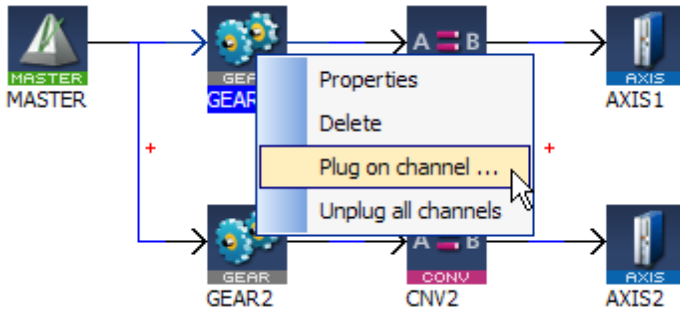 A B
MASTER
GEAR
AXIS
MASTER
GEAR
AXIS1
Properties
Delete
Plug on channel ...
Unplug all channels
A B
GEAR
CONV
AXIS
GEAR2
CNV2
AXIS2